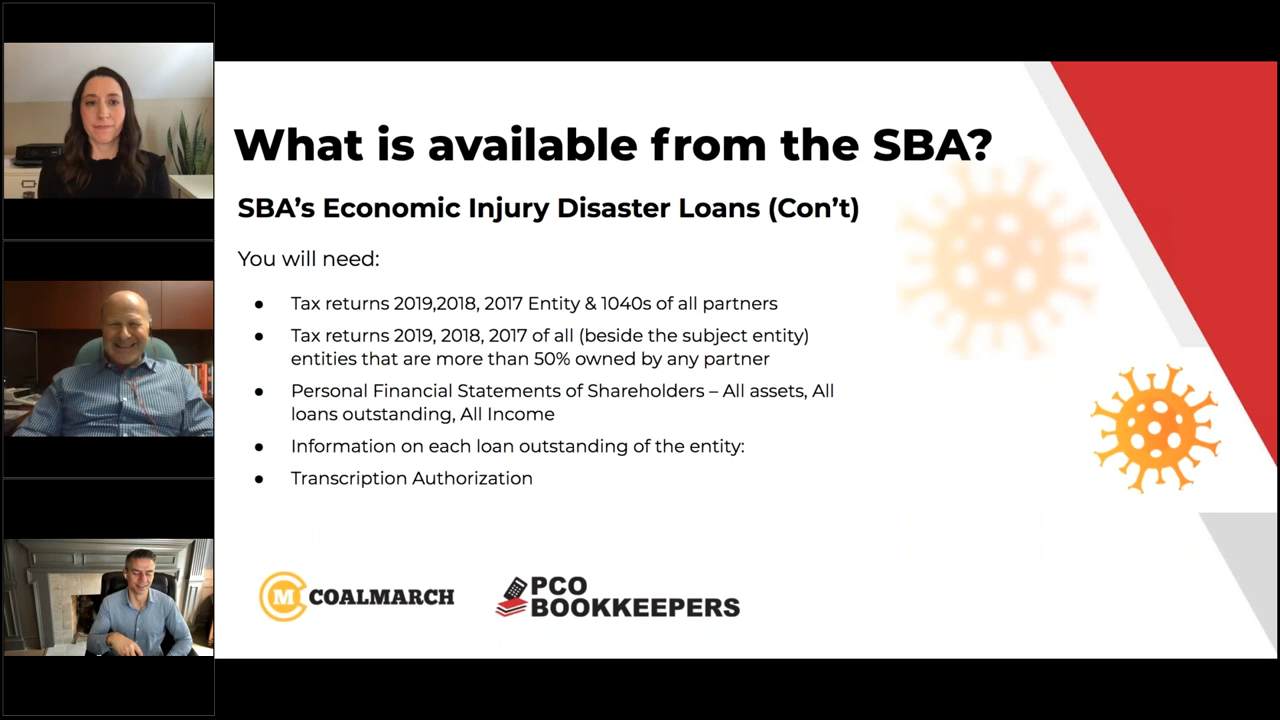 What is available from the SBA?
SBA’s Economic Injury Disaster Loans (Con’t)
You will need:
● Tax returns 2019,2018, 2017 Entity & 1040s of all partners
● Tax returns 2019, 2018, 2017 of all (beside the subject entity)
entities that are more than 50% owned by any partner
● Personal Financial Statements of Shareholders – All assets, All
loans outstanding, All Income
● Information on each loan outstanding of the entity:
● Transcription Authorization
M COALMARCH
PCO
BOOKKEEPERS